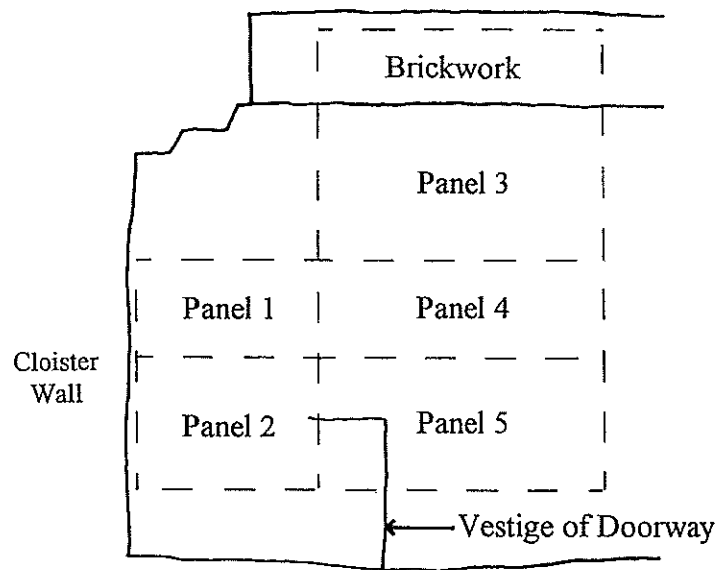 Brickwork
Panel 3
Panel 1
Panel 4
Cloister
Wall
Panel 2
Panel 5
Vestige of Doorway